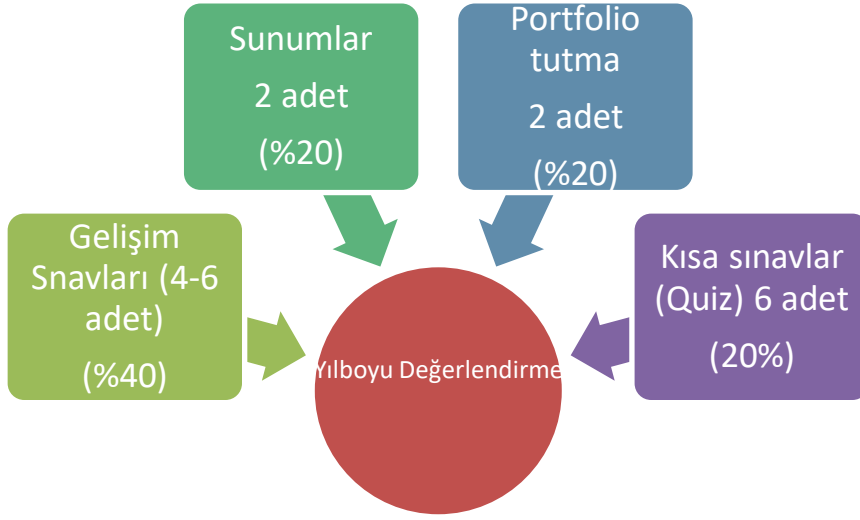 Sunumlar
2 adet
(%20)
Portfolio
tutma
2 adet
(%20)
Gelişim
Snavları (4-6
adet)
(%40)
Kısa sınavlar
(Quiz) 6 adet
(20%)
Yılboyu Değerlendirme